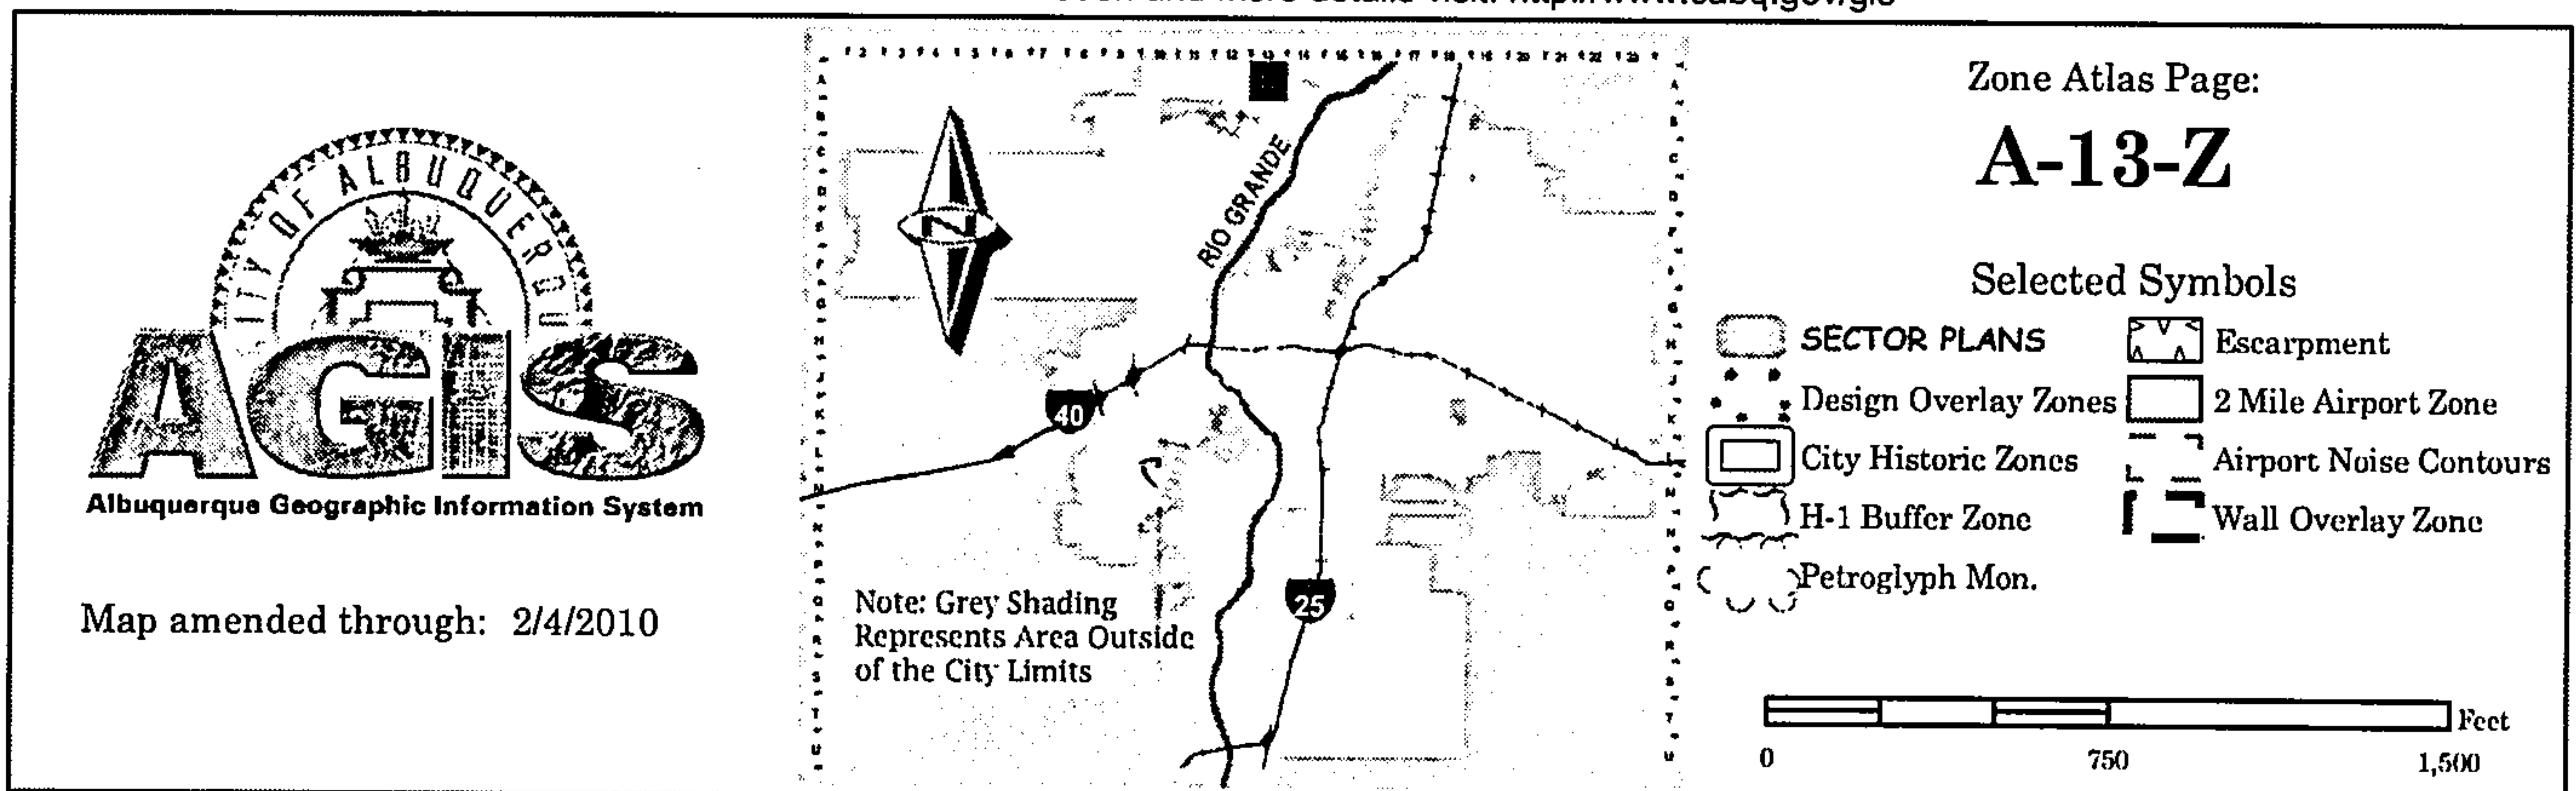 CITY OF ALBUQUERQUE
AGIS
Albuquerque Geographic Information System
Map amended through: 2/4/2010
RIO GRANDE
N
40
25
Note: Grey Shading
Represents Area Outside
of the City Limits
Zone Atlas Page:
A-13-Z
Selected Symbols
SECTOR PLANS
Escarpment
Design Overlay Zones
2 Mile Airport Zone
City Historic Zones
Airport Noise Contours
H-1 Buffer Zone
Wall Overlay Zone
Petroglyph Mon.
Feet
0 750 1,500